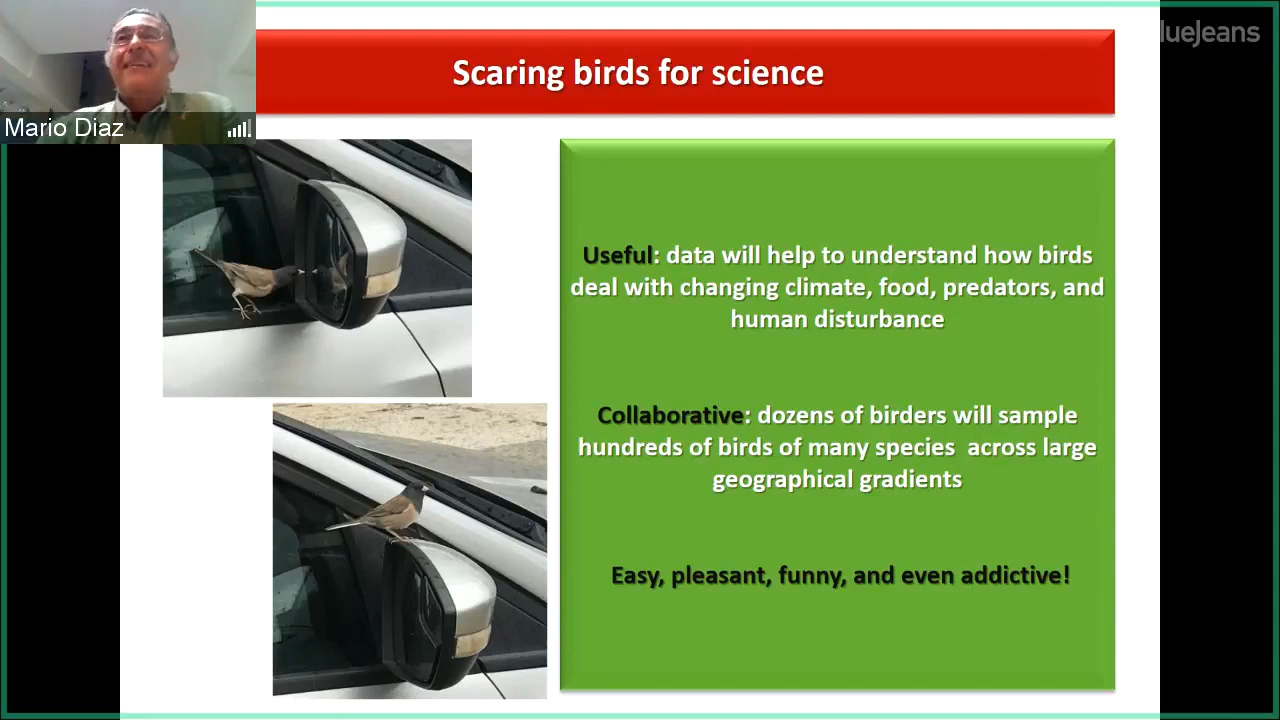 lueJeans
Scaring birds for science
Mario Diaz
Useful: data will help to understand how birds
deal with changing climate, food, predators, and
human disturbance
Collaborative: dozens of birders will sample
hundreds of birds of many species  across large
geographical gradients
Easy, pleasant, funny, and even addictive!